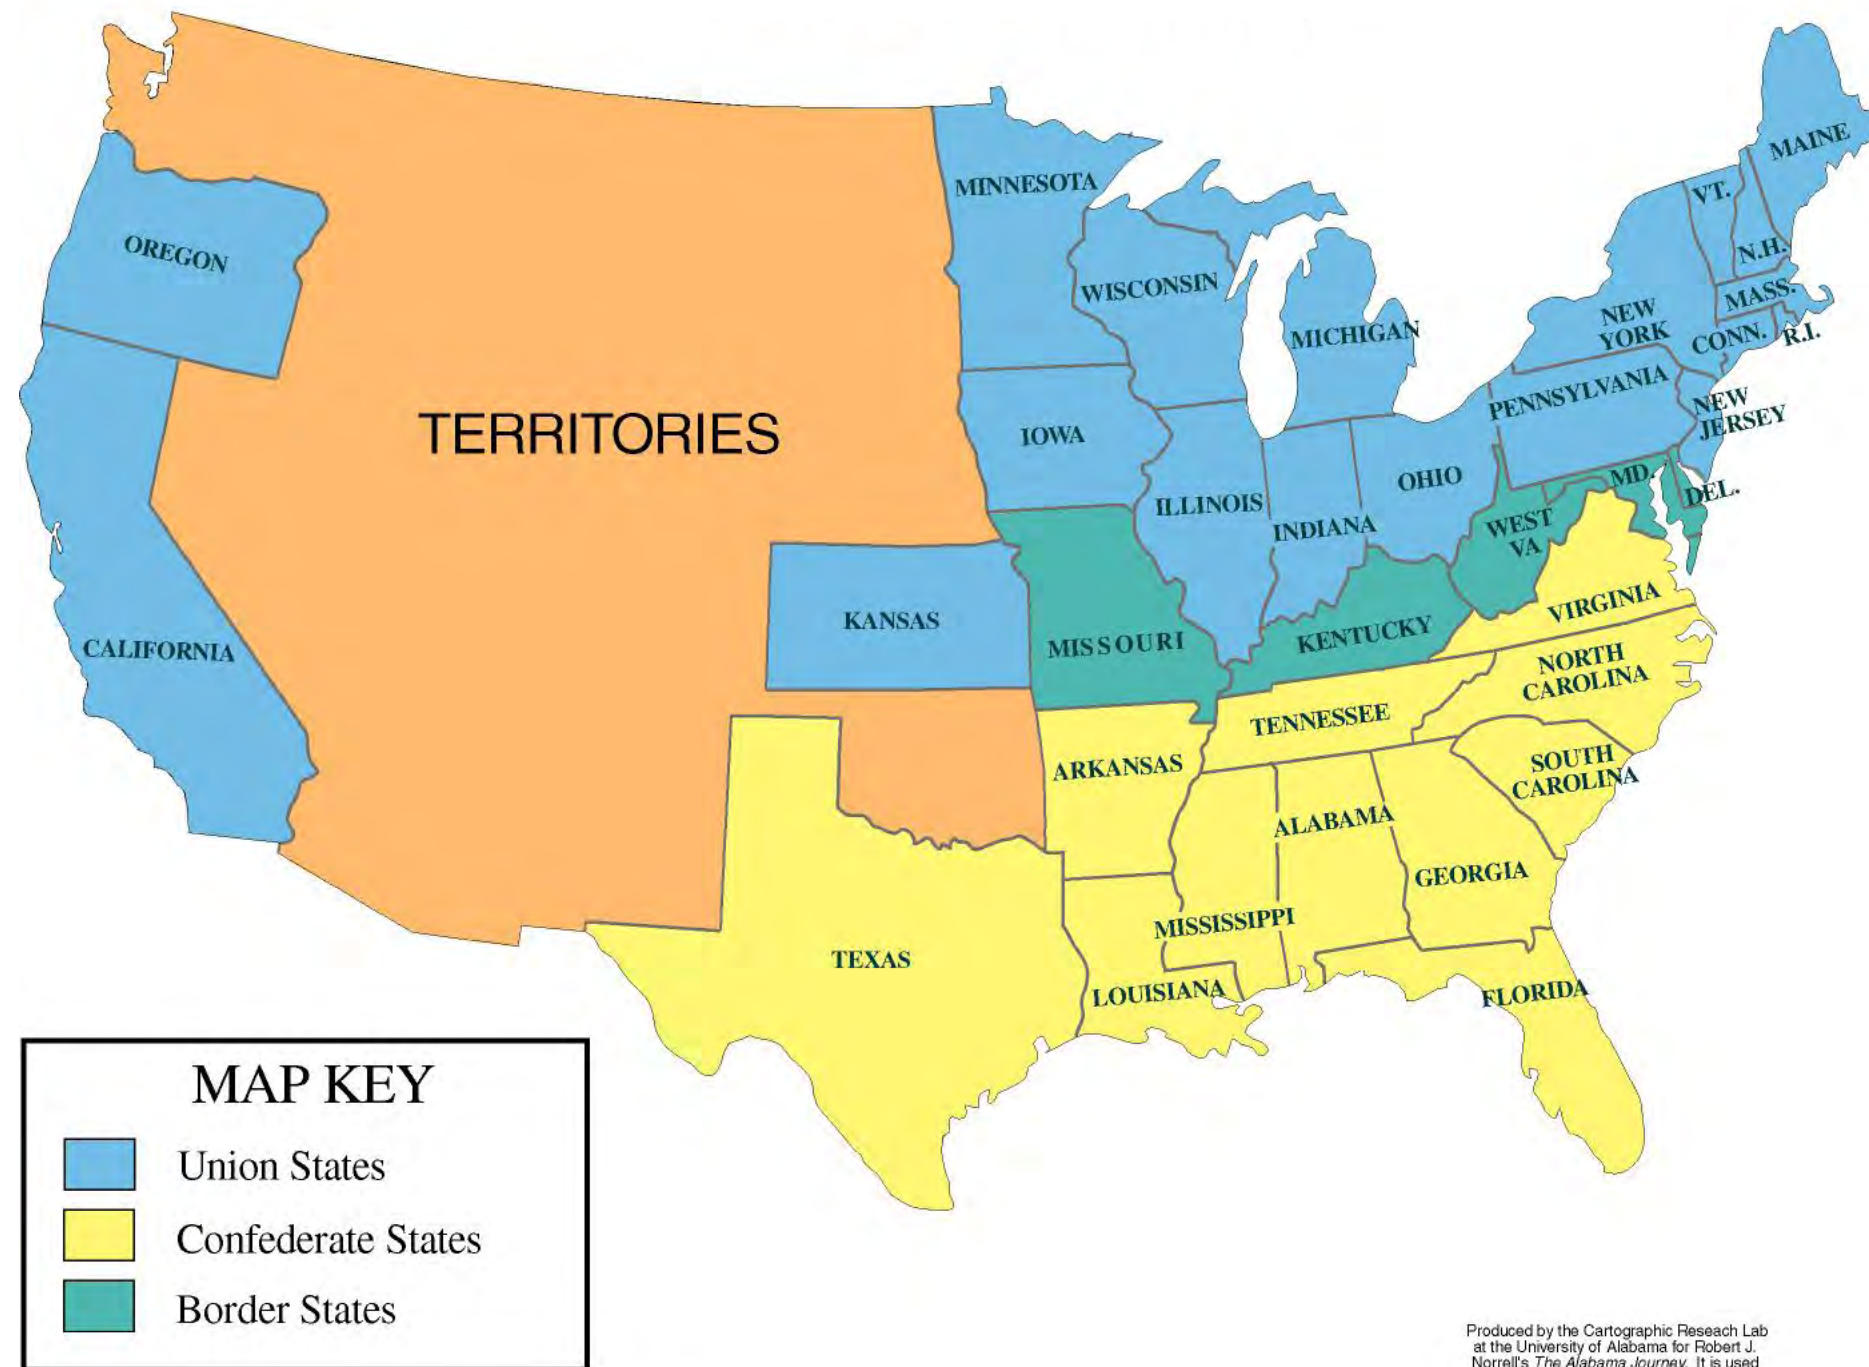 MAINE
MINNESOTA
VT.
OREGON
N.H.
WISCONSIN
MASS.
NEW
YORK
MICHIGAN
CONN.
R.I.
PENNSYLVANIA
NEW
JERSEY
TERRITORIES
IOWA
OHIO
MD.
DEL.
ILLINOIS
INDIANA
WEST
VA
KANSAS
VIRGINIA
CALIFORNIA
MISSOURI
KENTUCKY
NORTH
CAROLINA
TENNESSEE
ARKANSAS
SOUTH
CAROLINA
ALABAMA
GEORGIA
MISSISSIPPI
TEXAS
LOUISIANA
FLORIDA
MAP KEY
Union States
Confederate States
Border States
Produced by the Cartographic Reseach Lab
at the University of Alabama for Robert J.
Norrell's The Alabama Journey. It is used